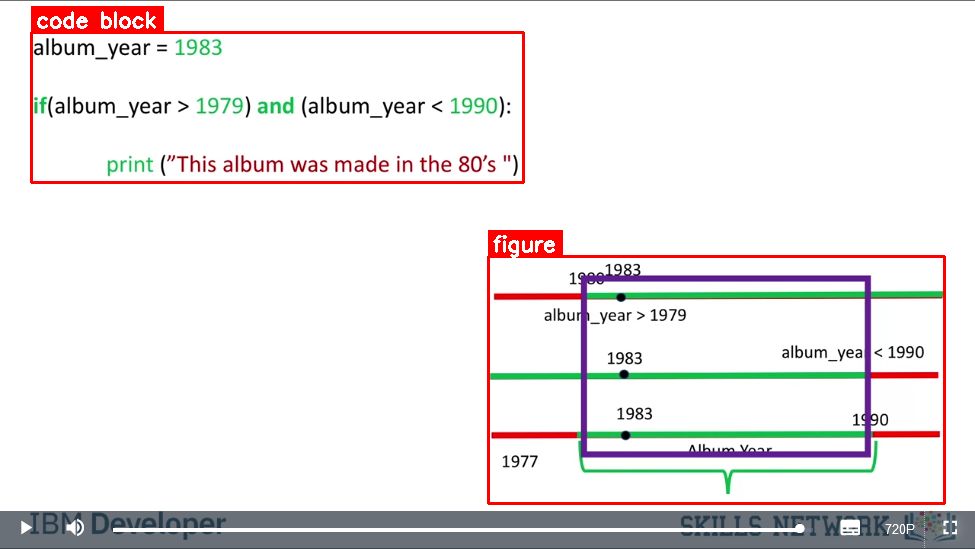 code block
album_year = 1983
if(album_year > 1979) and (album_year < 1990):
print (”This album was made in the 80’s ")
figure
1983
1980
album_year > 1979
1983
album_year < 1990
1983
1990
Album Year
1977
IBM Developer
SKILLS NETWORK
720P